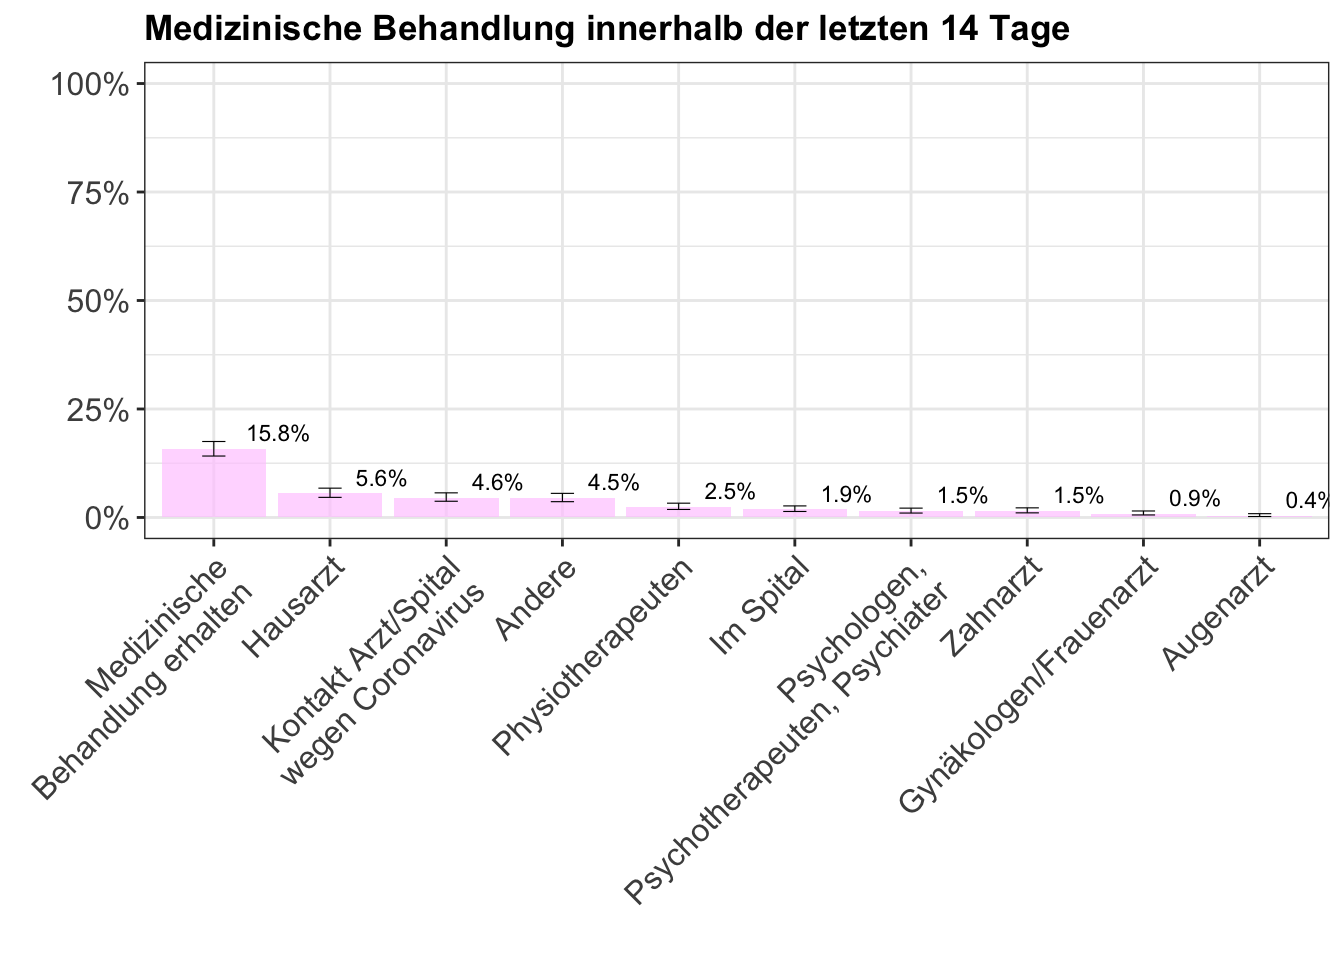 Medizinische Behandlung innerhalb der letzten 14 Tage
100%
75%
50%
25%
0%
15.8%
5.6%
4.6%
4.5%
2.5%
1.9%
1.5%
1.5%
0.9%
0.4%
Medizinische
Behandlung erhalten
Hausarzt
Kontakt Arzt/Spital
wegen Coronavirus
Andere
Physiotherapeuten
Im Spital
Psychologen,
Psychotherapeuten, Psychiater
Zahnarzt
Gynäkologen/Frauenarzt
Augenarzt